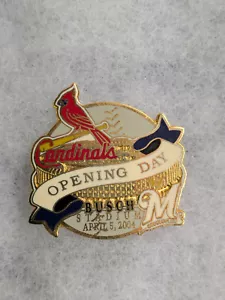 Cardinals
OPENING DAY
BUSCH
STADIUM
APRIL 5, 2004
M